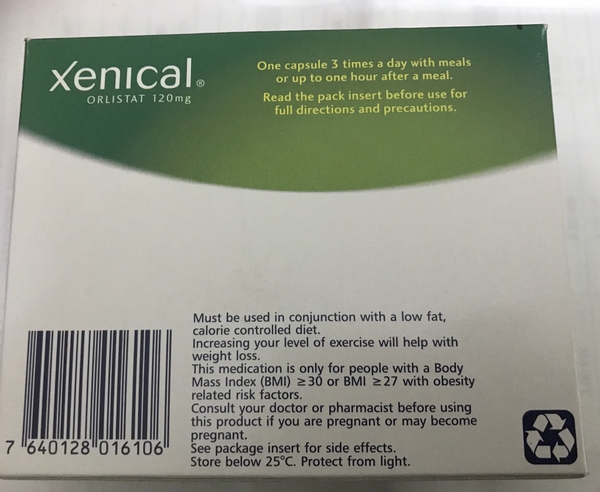 Xenical®
ORLISTAT 120mg
One capsule 3 times a day with meals
or up to one hour after a meal.
Read the pack insert before use for
full directions and precautions.
Must be used in conjunction with a low fat,
calorie controlled diet.
Increasing your level of exercise will help with
weight loss.
This medication is only for people with a Body
Mass Index (BMI) ≥30 or BMI ≥27 with obesity
related risk factors.
Consult your doctor or pharmacist before using
this product if you are pregnant or may become
pregnant.
See package insert for side effects.
Store below 25°C. Protect from light.
7 640128 016106